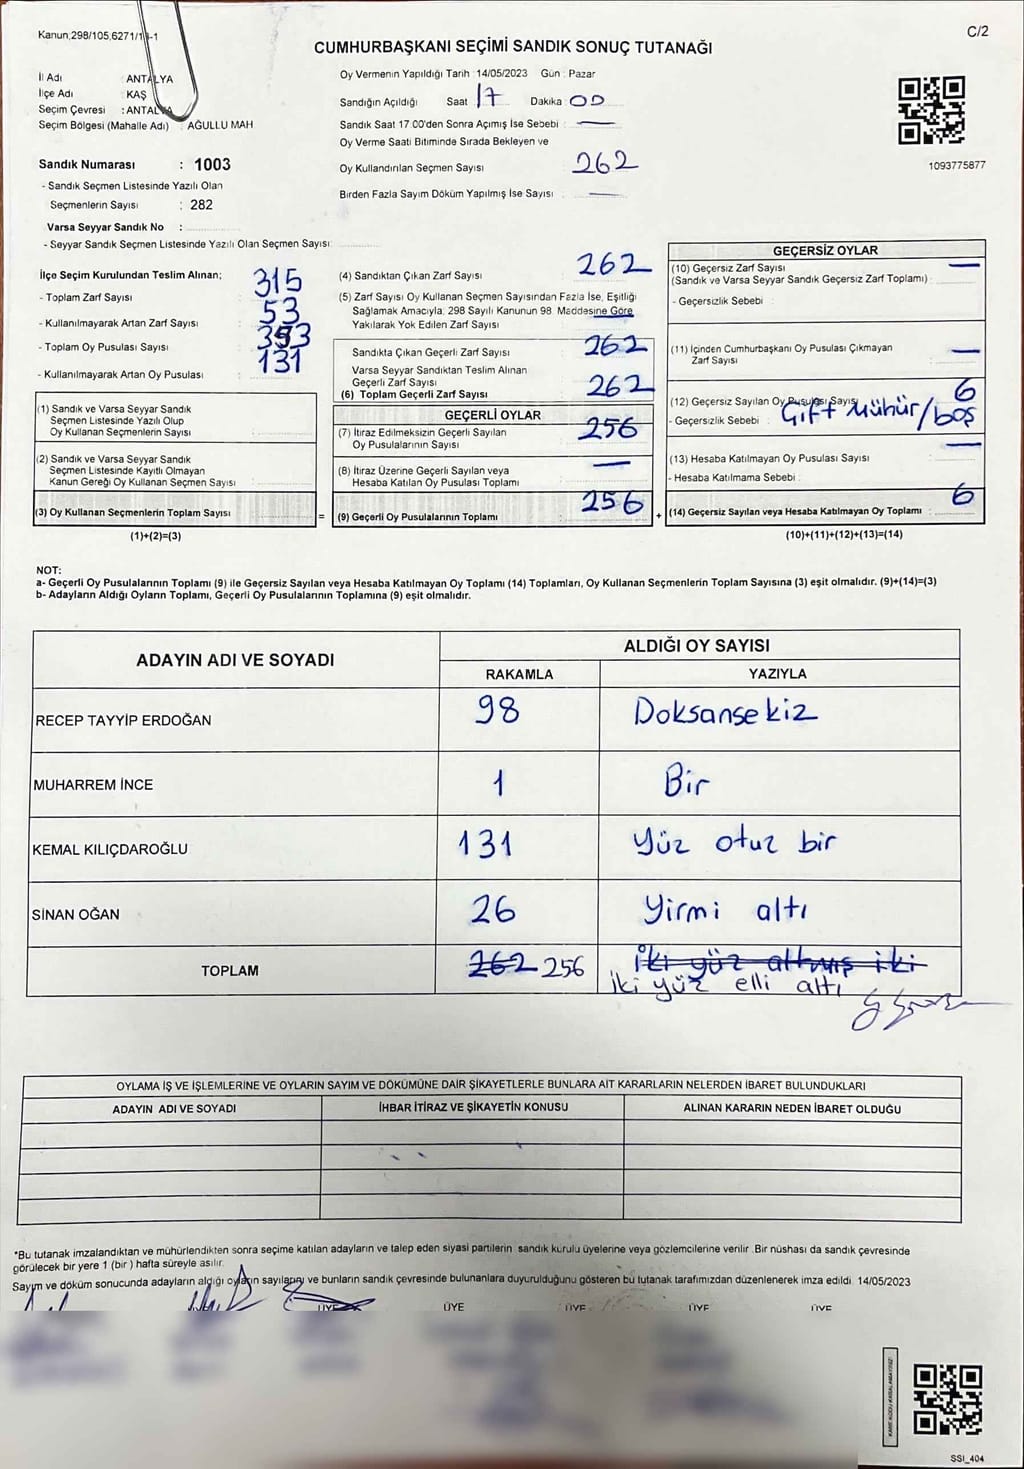 Kanun;298/105,6271/1 -1
C/2
CUMHURBAŞKANI SEÇİMİ SANDIK SONUÇ TUTANAĞI
İl Adı : ANTALYA
İlçe Adı : KAŞ
Seçim Çevresi : ANTALYA
Seçim Bölgesi (Mahalle Adı) : AĞULLU MAH
Oy Vermenin Yapıldığı Tarih : 14/05/2023 Gün : Pazar
Sandığın Açıldığı Saat 17 Dakika 00
Sandık Saat 17.00'den Sonra Açımış İse Sebebi : —
Oy Verme Saati Bitiminde Sırada Bekleyen ve
Oy Kullandırılan Seçmen Sayısı : 262
Birden Fazla Sayım Döküm Yapılmış İse Sayısı : —
1093775877
Sandık Numarası : 1003
- Sandık Seçmen Listesinde Yazılı Olan
Seçmenlerin Sayısı : 282
Varsa Seyyar Sandık No :
- Seyyar Sandık Seçmen Listesinde Yazılı Olan Seçmen Sayısı:
İlçe Seçim Kurulundan Teslim Alınan;
- Toplam Zarf Sayısı : 315
- Kullanılmayarak Artan Zarf Sayısı : 53
- Toplam Oy Pusulası Sayısı : 393
- Kullanılmayarak Artan Oy Pusulası : 131
(1) Sandık ve Varsa Seyyar Sandık
Seçmen Listesinde Yazılı Olup
Oy Kullanan Seçmenlerin Sayısı :
(2) Sandık ve Varsa Seyyar Sandık
Seçmen Listesinde Kayıtlı Olmayan
Kanun Gereği Oy Kullanan Seçmen Sayısı :
(3) Oy Kullanan Seçmenlerin Toplam Sayısı
(1)+(2)=(3)
=
(4) Sandıktan Çıkan Zarf Sayısı : 262
(5) Zarf Sayısı Oy Kullanan Seçmen Sayısından Fazla İse, Eşitliği
Sağlamak Amacıyla; 298 Sayılı Kanunun 98. Maddesine Göre
Yakılarak Yok Edilen Zarf Sayısı : —
Sandıkta Çıkan Geçerli Zarf Sayısı : 262
Varsa Seyyar Sandıktan Teslim Alınan
Geçerli Zarf Sayısı :
(6) Toplam Geçerli Zarf Sayısı : 262
GEÇERLİ OYLAR
(7) İtiraz Edilmeksizin Geçerli Sayılan
Oy Pusulalarının Sayısı : 256
(8) İtiraz Üzerine Geçerli Sayılan veya
Hesaba Katılan Oy Pusulası Toplamı : —
(9) Geçerli Oy Pusulalarının Toplamı : 256
+
GEÇERSİZ OYLAR
(10) Geçersiz Zarf Sayısı —
(Sandık ve Varsa Seyyar Sandık Geçersiz Zarf Toplamı) :
- Geçersizlik Sebebi :
(11) İçinden Cumhurbaşkanı Oy Pusulası Çıkmayan
Zarf Sayısı : —
(12) Geçersiz Sayılan Oy Pusulası Sayısı 6
- Geçersizlik Sebebi : Çift Mühür/boş
(13) Hesaba Katılmayan Oy Pusulası Sayısı : —
- Hesaba Katılmama Sebebi :
(14) Geçersiz Sayılan veya Hesaba Katılmayan Oy Toplamı : 6
(10)+(11)+(12)+(13)=(14)
NOT:
a- Geçerli Oy Pusulalarının Toplamı (9) ile Geçersiz Sayılan veya Hesaba Katılmayan Oy Toplamı (14) Toplamları, Oy Kullanan Seçmenlerin Toplam Sayısına (3) eşit olmalıdır. (9)+(14)=(3)
b- Adayların Aldığı Oyların Toplamı, Geçerli Oy Pusulalarının Toplamına (9) eşit olmalıdır.
ADAYIN ADI VE SOYADI ALDIĞI OY SAYISI
RAKAMLA YAZIYLA
RECEP TAYYİP ERDOĞAN 98 Doksansekiz
MUHARREM İNCE 1 Bir
KEMAL KILIÇDAROĞLU 131 Yüz otuz bir
SİNAN OĞAN 26 Yirmi altı
TOPLAM 262 256 İki yüz altmış iki
iki yüz elli altı
OYLAMA İŞ VE İŞLEMLERİNE VE OYLARIN SAYIM VE DÖKÜMÜNE DAİR ŞİKAYETLERLE BUNLARA AİT KARARLARIN NELERDEN İBARET BULUNDUKLARI
ADAYIN ADI VE SOYADI İHBAR İTİRAZ VE ŞİKAYETİN KONUSU ALINAN KARARIN NEDEN İBARET OLDUĞU
*Bu tutanak imzalandıktan ve mühürlendikten sonra seçime katılan adayların ve talep eden siyasi partilerin sandık kurulu üyelerine veya gözlemcilerine verilir. Bir nüshası da sandık çevresinde
görülecek bir yere 1 (bir ) hafta süreyle asılır.
Sayım ve döküm sonucunda adayların aldığı oyların sayılarını ve bunların sandık çevresinde bulunanlara duyurulduğunu gösteren bu tutanak tarafımızdan düzenlenerek imza edildi. 14/05/2023
ÜYE ÜYE ÜYE ÜYE ÜYE
SSI_404